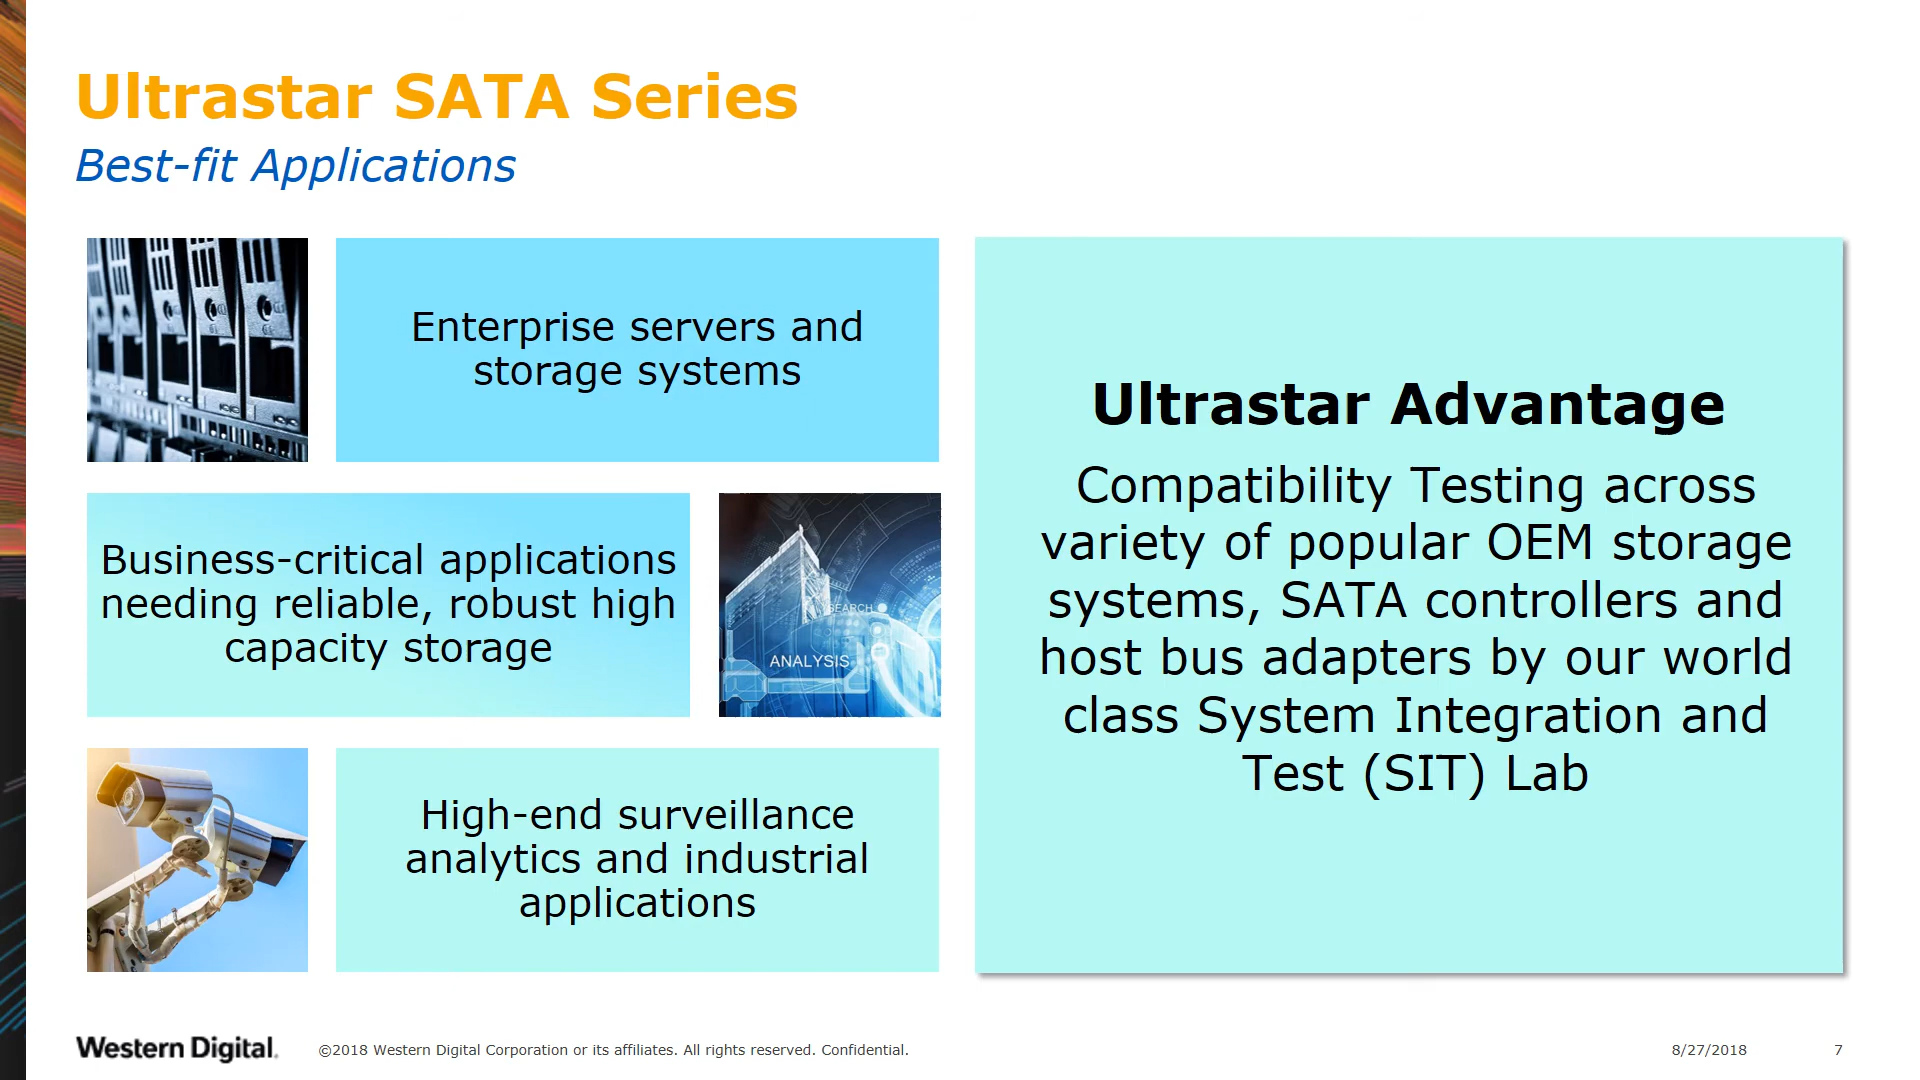 Ultrastar SATA Series
Best-fit Applications
Enterprise servers and
storage systems
Business-critical applications
needing reliable, robust high
capacity storage
SEARCH
ANALYSIS
High-end surveillance
analytics and industrial
applications
Ultrastar Advantage
Compatibility Testing across
variety of popular OEM storage
systems, SATA controllers and
host bus adapters by our world
class System Integration and
Test (SIT) Lab
Western Digital.
©2018 Western Digital Corporation or its affiliates. All rights reserved. Confidential.
8/27/2018
7